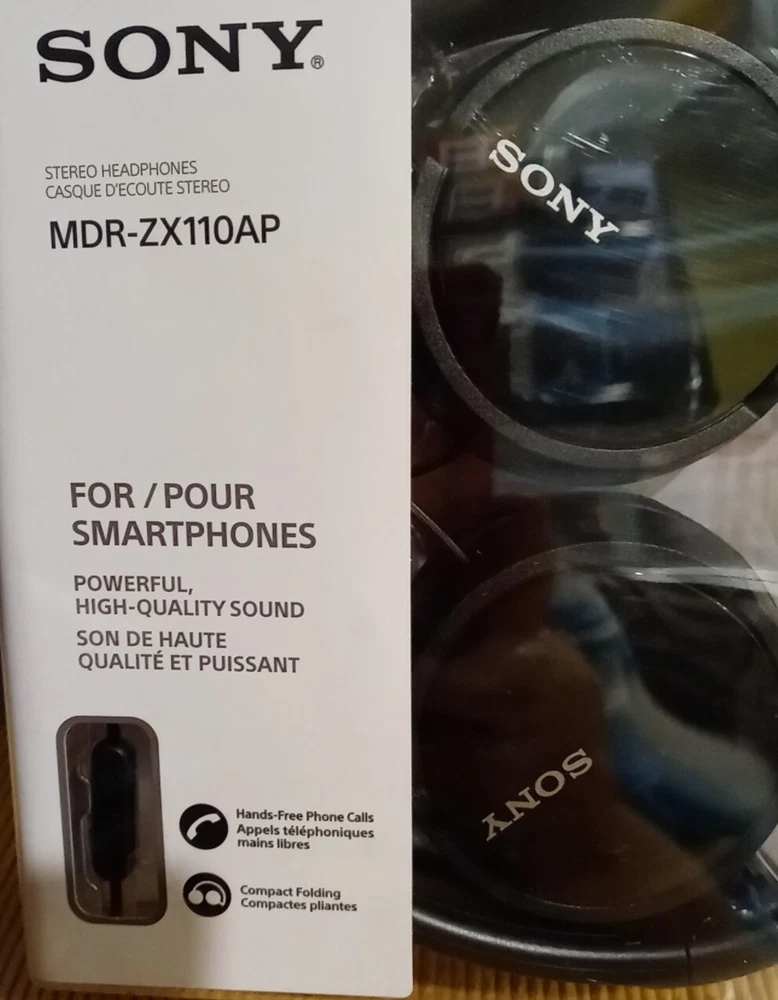 SONY®
STEREO HEADPHONES
CASQUE D'ECOUTE STEREO
MDR-ZX110AP
FOR / POUR
SMARTPHONES
POWERFUL,
HIGH-QUALITY SOUND
SON DE HAUTE
QUALITÉ ET PUISSANT
Hands-Free Phone Calls
Appels téléphoniques
mains libres
Compact Folding
Compactes pliantes
SONY
SONY